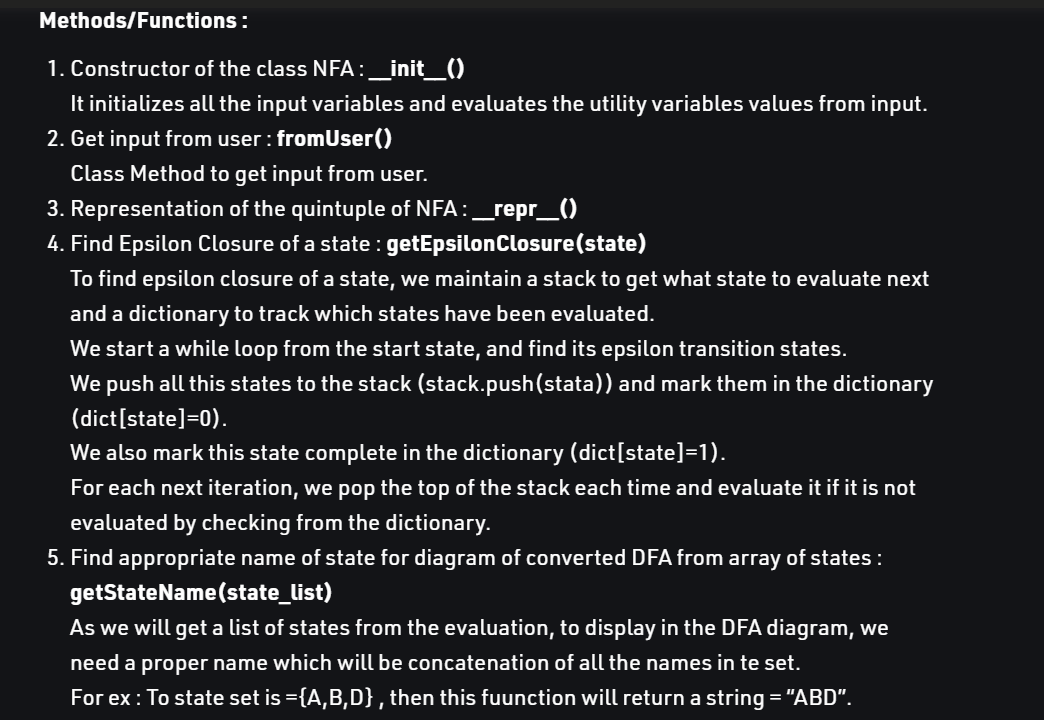 Methods/Functions :
1. Constructor of the class NFA : __init__()
It initializes all the input variables and evaluates the utility variables values from input.
2. Get input from user : fromUser()
Class Method to get input from user.
3. Representation of the quintuple of NFA : __repr__()
4. Find Epsilon Closure of a state : getEpsilonClosure(state)
To find epsilon closure of a state, we maintain a stack to get what state to evaluate next
and a dictionary to track which states have been evaluated.
We start a while loop from the start state, and find its epsilon transition states.
We push all this states to the stack (stack.push(stata)) and mark them in the dictionary
(dict[state]=0).
We also mark this state complete in the dictionary (dict[state]=1).
For each next iteration, we pop the top of the stack each time and evaluate it if it is not
evaluated by checking from the dictionary.
5. Find appropriate name of state for diagram of converted DFA from array of states :
getStateName(state_list)
As we will get a list of states from the evaluation, to display in the DFA diagram, we
need a proper name which will be concatenation of all the names in te set.
For ex : To state set is ={A,B,D} , then this fuunction will return a string = “ABD”.